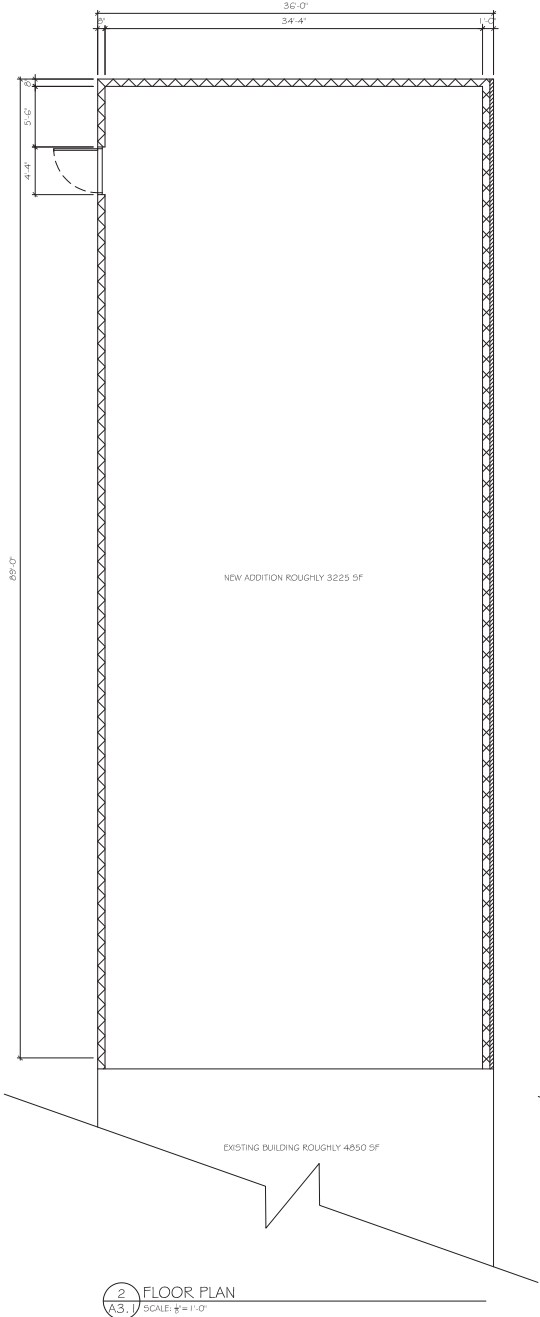 36'-0"
8" 34'-4" 1'-0"
8"
5'-6"
4'-4"
89'-0"
NEW ADDITION ROUGHLY 3225 SF
EXISTING BUILDING ROUGHLY 4850 SF
2 FLOOR PLAN
A3.1 SCALE: ⅛"= 1'-0"